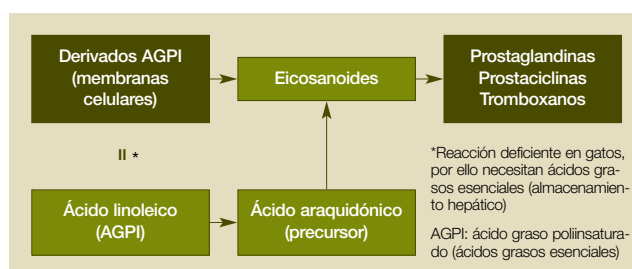 Derivados AGPI
(membranas
celulares)
Eicosanoides
Prostaglandinas
Prostaciclinas
Tromboxanos
II *
Ácido linoleico
(AGPI)
Ácido araquidónico
(precursor)
*Reacción deficiente en gatos,
por ello necesitan ácidos gra-
sos esenciales (almacenamien-
to hepático)
AGPI: ácido graso poliinsatura-
do (ácidos grasos esenciales)